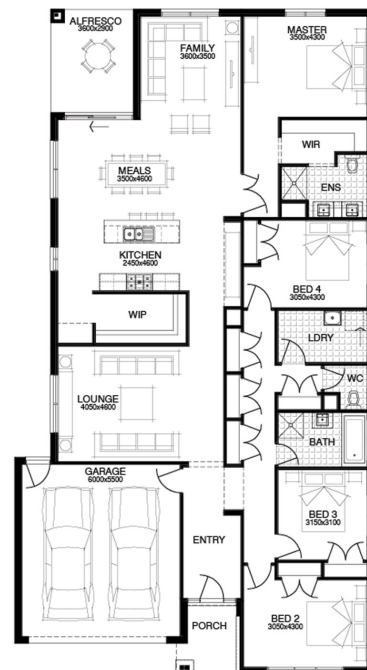 ALFRESCO
3600x2900
FAMILY
3600x3500
MASTER
3500x4300
WIR
ENS
MEALS
3500x4600
KITCHEN
2450x4600
BED 4
3050x4300
WIP
LDRY
WC
LOUNGE
4050x4600
BATH
GARAGE
6000x5500
BED 3
3150x3100
ENTRY
BED 2
3050x4300
PORCH